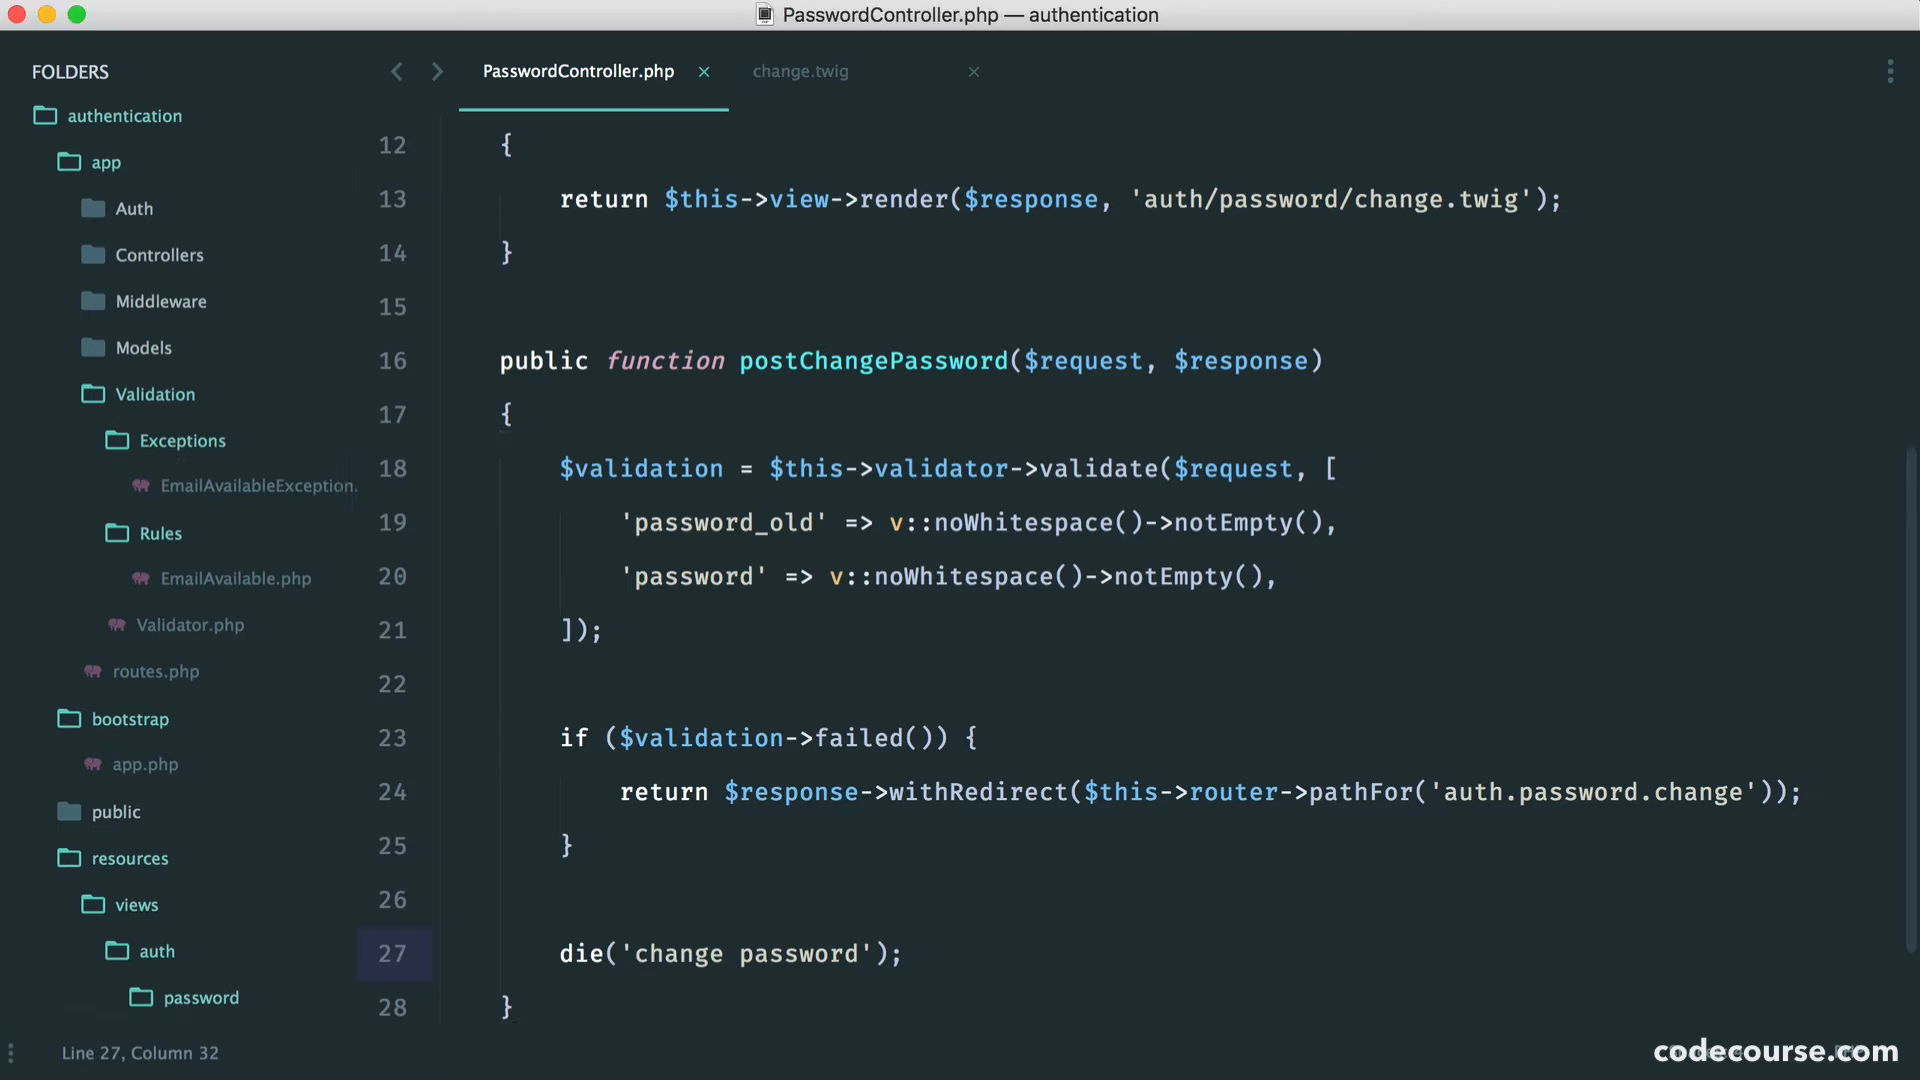 PasswordController.php — authentication
FOLDERS
authentication
app
Auth
Controllers
Middleware
Models
Validation
Exceptions
EmailAvailableException.
Rules
EmailAvailable.php
Validator.php
routes.php
bootstrap
app.php
public
resources
views
auth
password
PasswordController.php
change.twig
12 {
13 return $this->view->render($response, 'auth/password/change.twig');
14 }
15
16 public function postChangePassword($request, $response)
17 {
18 $validation = $this->validator->validate($request, [
19 'password_old' => v::noWhitespace()->notEmpty(),
20 'password' => v::noWhitespace()->notEmpty(),
21 ]);
22
23 if ($validation->failed()) {
24 return $response->withRedirect($this->router->pathFor('auth.password.change'));
25 }
26
27 die('change password');
28 }
Line 27, Column 32
codecourse.com